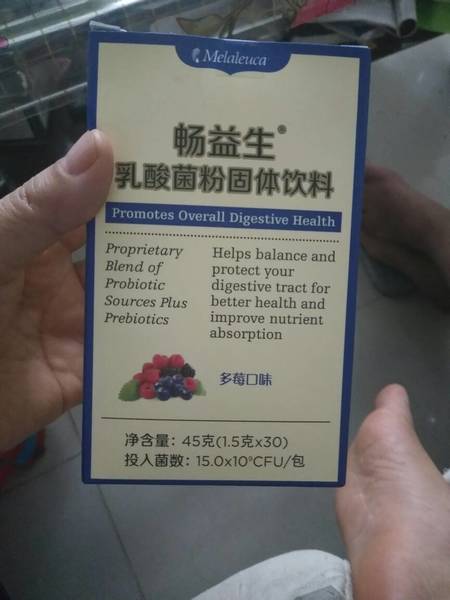 Melaleuca
畅益生®
乳酸菌粉固体饮料
Promotes Overall Digestive Health
Proprietary
Blend of
Probiotic
Sources Plus
Prebiotics
Helps balance and
protect your
digestive tract for
better health and
improve nutrient
absorption
多莓口味
净含量：45克(1.5克x30)
投入菌数：15.0x10⁹CFU/包